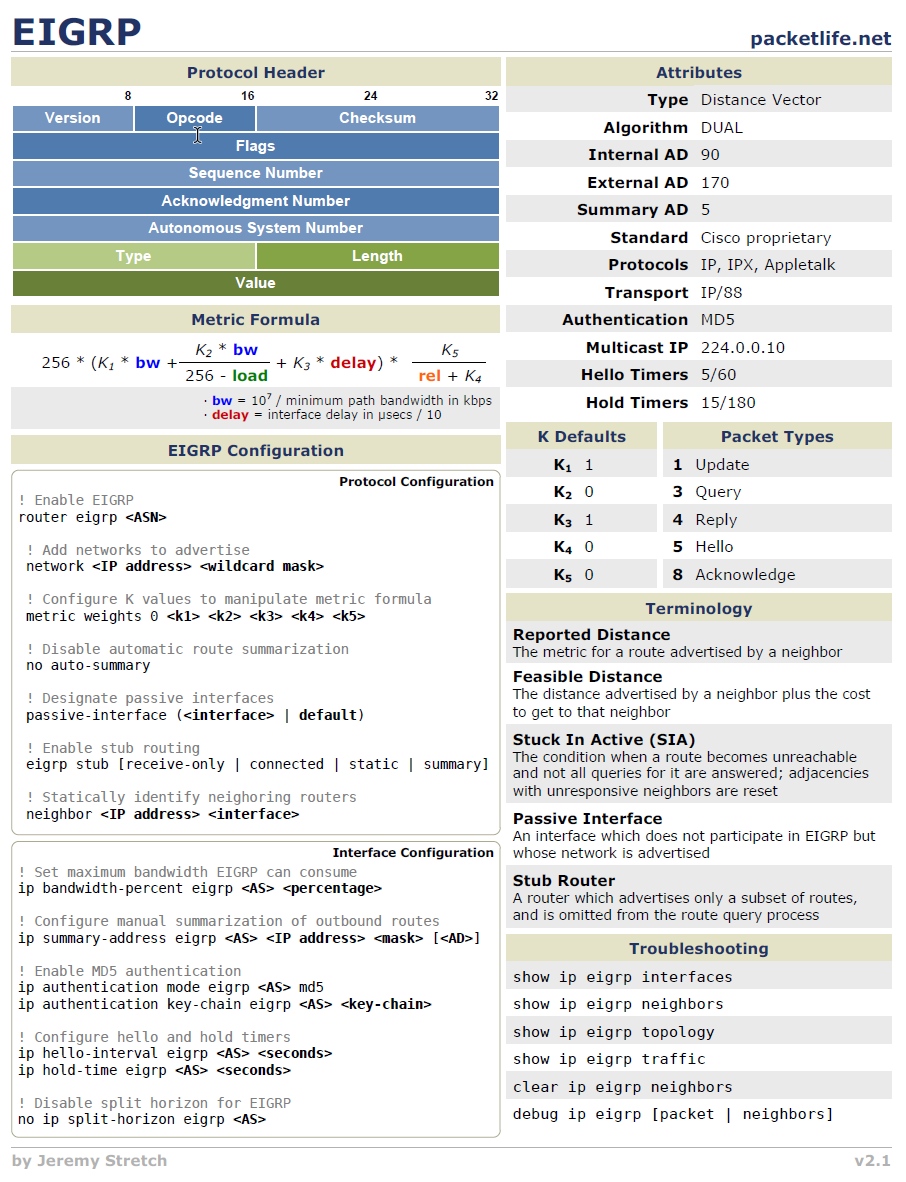 EIGRP
packetlife.net
Protocol Header
8 16 24 32
Version Opcode Checksum
Flags
Sequence Number
Acknowledgment Number
Autonomous System Number
Type Length
Value
Metric Formula
256 * (K1 * bw + K2 * bw / 256 - load + K3 * delay) * K5 / rel + K4
· bw = 10^7 / minimum path bandwidth in kbps
· delay = interface delay in µsecs / 10
EIGRP Configuration
Protocol Configuration
! Enable EIGRP
router eigrp <ASN>
! Add networks to advertise
network <IP address> <wildcard mask>
! Configure K values to manipulate metric formula
metric weights 0 <k1> <k2> <k3> <k4> <k5>
! Disable automatic route summarization
no auto-summary
! Designate passive interfaces
passive-interface (<interface> | default)
! Enable stub routing
eigrp stub [receive-only | connected | static | summary]
! Statically identify neighoring routers
neighbor <IP address> <interface>
Interface Configuration
! Set maximum bandwidth EIGRP can consume
ip bandwidth-percent eigrp <AS> <percentage>
! Configure manual summarization of outbound routes
ip summary-address eigrp <AS> <IP address> <mask> [<AD>]
! Enable MD5 authentication
ip authentication mode eigrp <AS> md5
ip authentication key-chain eigrp <AS> <key-chain>
! Configure hello and hold timers
ip hello-interval eigrp <AS> <seconds>
ip hold-time eigrp <AS> <seconds>
! Disable split horizon for EIGRP
no ip split-horizon eigrp <AS>
Attributes
Type Distance Vector
Algorithm DUAL
Internal AD 90
External AD 170
Summary AD 5
Standard Cisco proprietary
Protocols IP, IPX, Appletalk
Transport IP/88
Authentication MD5
Multicast IP 224.0.0.10
Hello Timers 5/60
Hold Timers 15/180
K Defaults
K1 1
K2 0
K3 1
K4 0
K5 0
Packet Types
1 Update
3 Query
4 Reply
5 Hello
8 Acknowledge
Terminology
Reported Distance
The metric for a route advertised by a neighbor
Feasible Distance
The distance advertised by a neighbor plus the cost
to get to that neighbor
Stuck In Active (SIA)
The condition when a route becomes unreachable
and not all queries for it are answered; adjacencies
with unresponsive neighbors are reset
Passive Interface
An interface which does not participate in EIGRP but
whose network is advertised
Stub Router
A router which advertises only a subset of routes,
and is omitted from the route query process
Troubleshooting
show ip eigrp interfaces
show ip eigrp neighbors
show ip eigrp topology
show ip eigrp traffic
clear ip eigrp neighbors
debug ip eigrp [packet | neighbors]
by Jeremy Stretch
v2.1